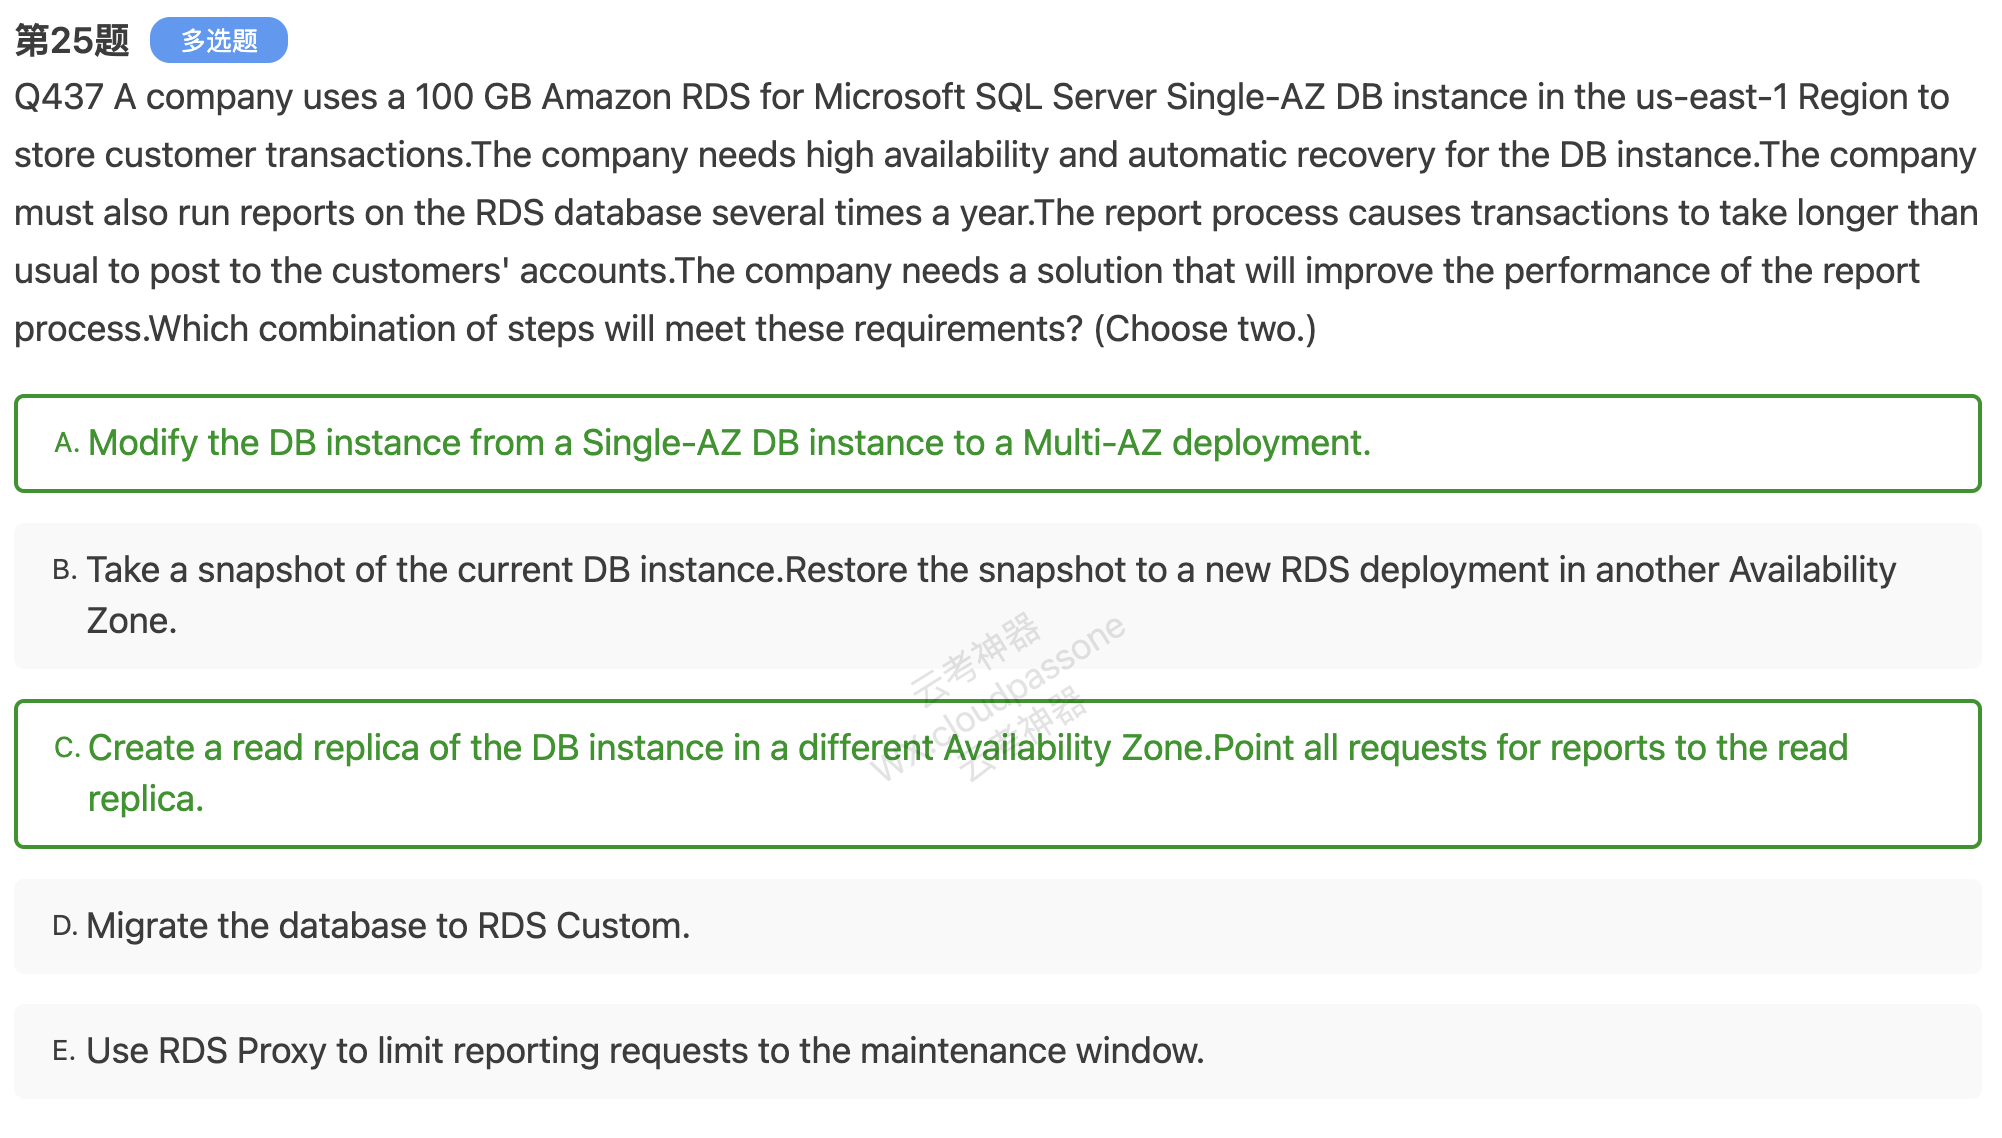 第25题 多选题
Q437 A company uses a 100 GB Amazon RDS for Microsoft SQL Server Single-AZ DB instance in the us-east-1 Region to
store customer transactions.The company needs high availability and automatic recovery for the DB instance.The company
must also run reports on the RDS database several times a year.The report process causes transactions to take longer than
usual to post to the customers' accounts.The company needs a solution that will improve the performance of the report
process.Which combination of steps will meet these requirements? (Choose two.)
A. Modify the DB instance from a Single-AZ DB instance to a Multi-AZ deployment.
B. Take a snapshot of the current DB instance.Restore the snapshot to a new RDS deployment in another Availability
Zone.
云考神器
wx:cloudpassone
云考神器
C. Create a read replica of the DB instance in a different Availability Zone.Point all requests for reports to the read
replica.
D. Migrate the database to RDS Custom.
E. Use RDS Proxy to limit reporting requests to the maintenance window.